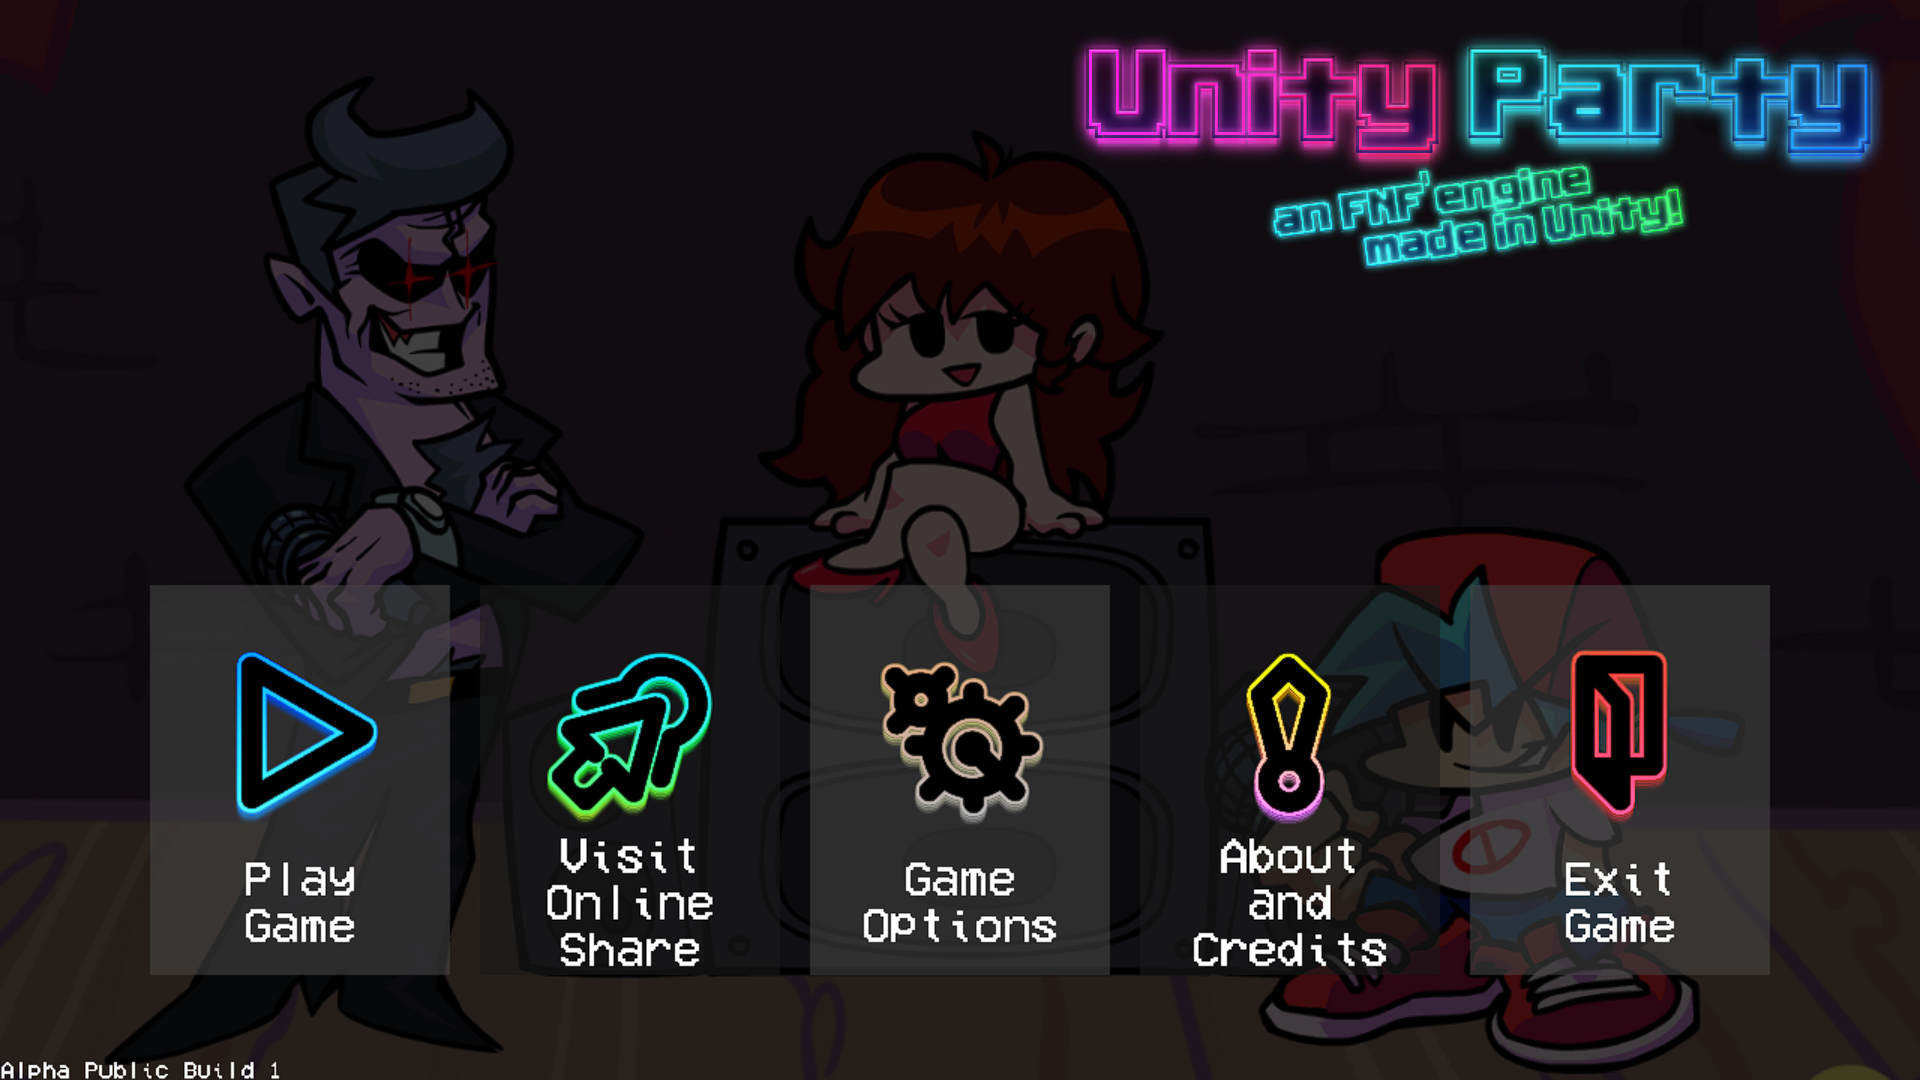 Unity Party
an FNF' engine
made in Unity!
Play
Game
Visit
Online
Share
Game
Options
About
and
Credits
Exit
Game
Alpha Public Build 1